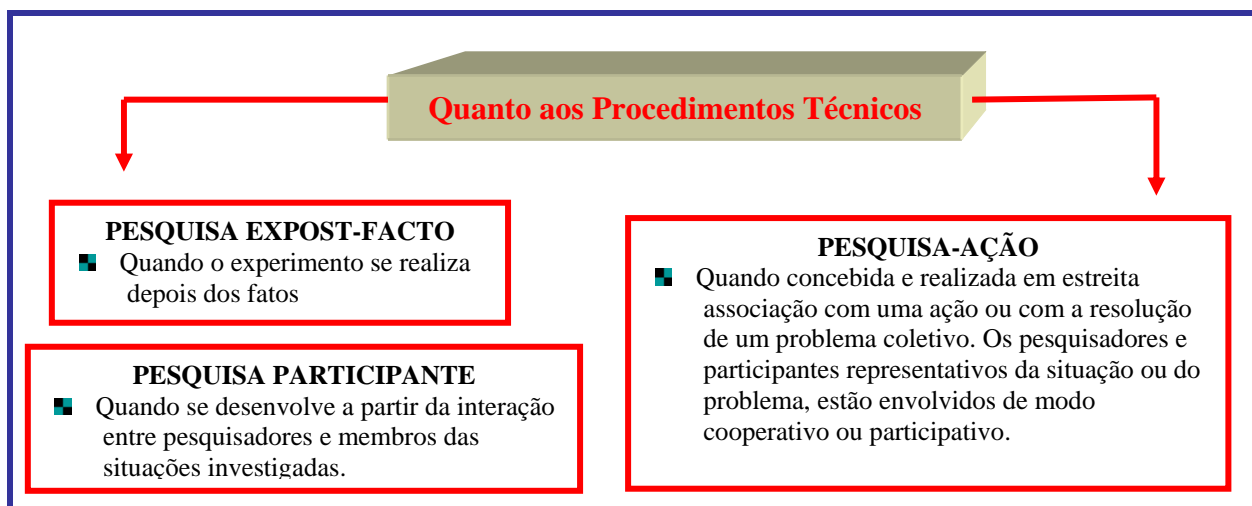 Quanto aos Procedimentos Técnicos
PESQUISA EXPOST-FACTO
Quando o experimento se realiza
depois dos fatos
PESQUISA PARTICIPANTE
Quando se desenvolve a partir da interação
entre pesquisadores e membros das
situações investigadas.
PESQUISA-AÇÃO
Quando concebida e realizada em estreita
associação com uma ação ou com a resolução
de um problema coletivo. Os pesquisadores e
participantes representativos da situação ou do
problema, estão envolvidos de modo
cooperativo ou participativo.